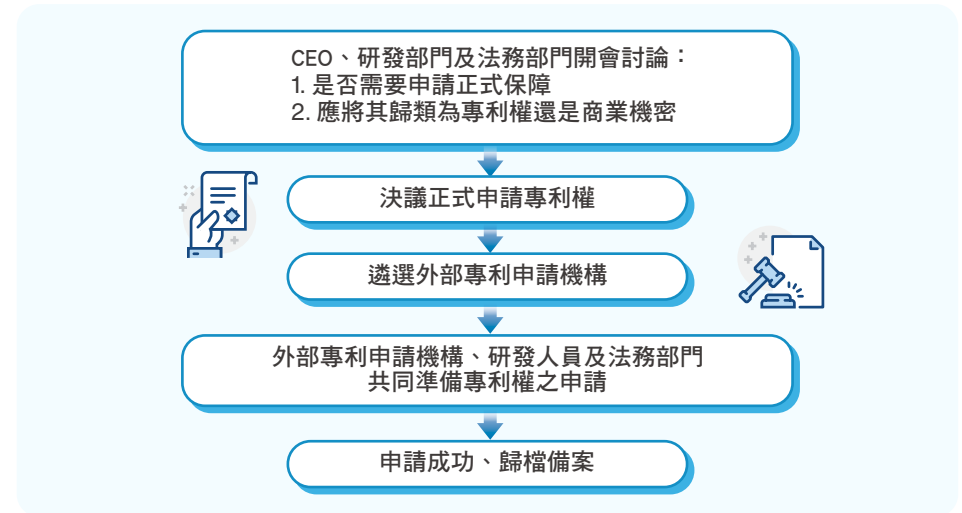 CEO、研發部門及法務部門開會討論：
1. 是否需要申請正式保障
2. 應將其歸類為專利權還是商業機密
決議正式申請專利權
遴選外部專利申請機構
外部專利申請機構、研發人員及法務部門
共同準備專利權之申請
申請成功、歸檔備案